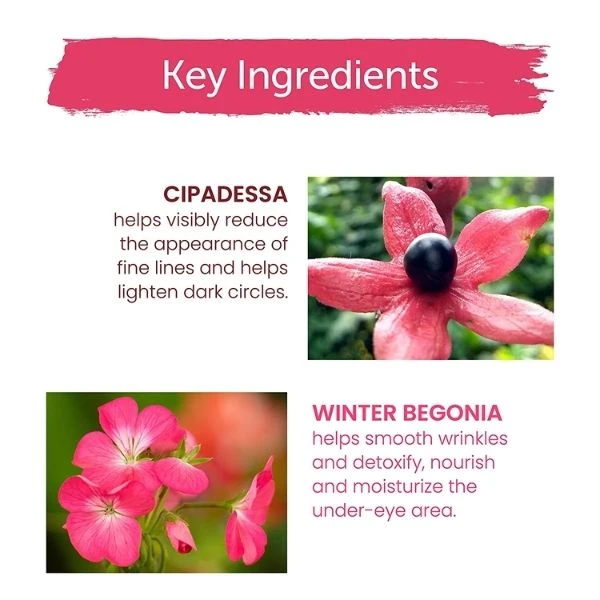 Key Ingredients
CIPADESSA
helps visibly reduce
the appearance of
fine lines and helps
lighten dark circles.
WINTER BEGONIA
helps smooth wrinkles
and detoxify, nourish
and moisturize the
under-eye area.